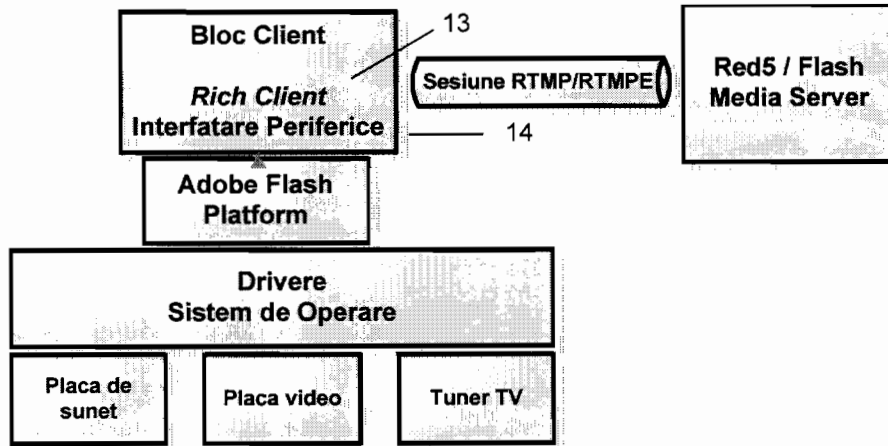 Bloc Client
13
Rich Client
Interfatare Periferice
14
Sesiune RTMP/RTMPE
Red5 / Flash
Media Server
Adobe Flash
Platform
Drivere
Sistem de Operare
Placa de
sunet
Placa video
Tuner TV